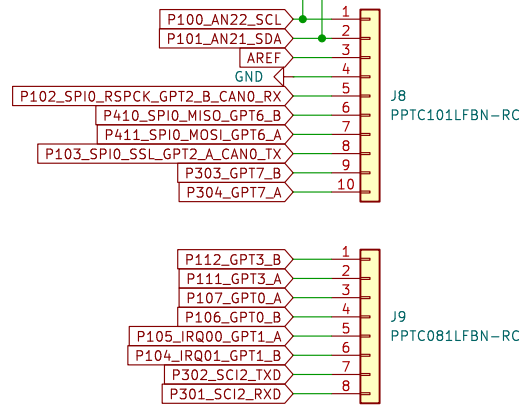 P100_AN22_SCL 1
P101_AN21_SDA 2
AREF 3
GND 4
P102_SPI0_RSPCK_GPT2_B_CAN0_RX 5 J8
P410_SPI0_MISO_GPT6_B 6 PPTC101LFBN-RC
P411_SPI0_MOSI_GPT6_A 7
P103_SPI0_SSL_GPT2_A_CAN0_TX 8
P303_GPT7_B 9
P304_GPT7_A 10
P112_GPT3_B 1
P111_GPT3_A 2
P107_GPT0_A 3
P106_GPT0_B 4 J9
P105_IRQ00_GPT1_A 5 PPTC081LFBN-RC
P104_IRQ01_GPT1_B 6
P302_SCI2_TXD 7
P301_SCI2_RXD 8